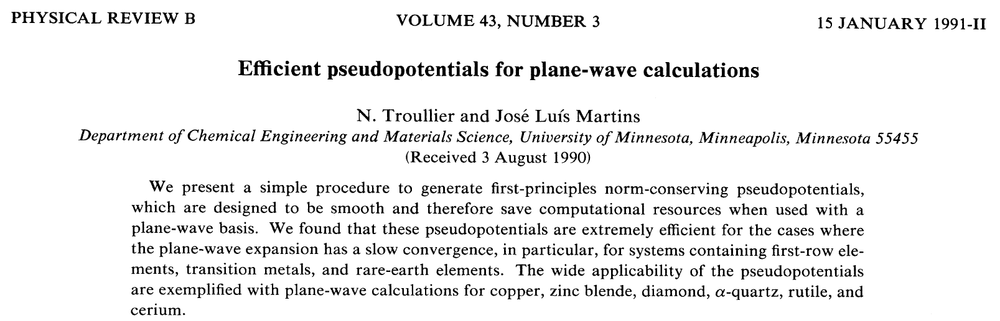 PHYSICAL REVIEW B VOLUME 43, NUMBER 3 15 JANUARY 1991-II
Efficient pseudopotentials for plane-wave calculations
N. Troullier and José Luís Martins
Department of Chemical Engineering and Materials Science, University of Minnesota, Minneapolis, Minnesota 55455
(Received 3 August 1990)
We present a simple procedure to generate first-principles norm-conserving pseudopotentials,
which are designed to be smooth and therefore save computational resources when used with a
plane-wave basis. We found that these pseudopotentials are extremely efficient for the cases where
the plane-wave expansion has a slow convergence, in particular, for systems containing first-row ele-
ments, transition metals, and rare-earth elements. The wide applicability of the pseudopotentials
are exemplified with plane-wave calculations for copper, zinc blende, diamond, α-quartz, rutile, and
cerium.